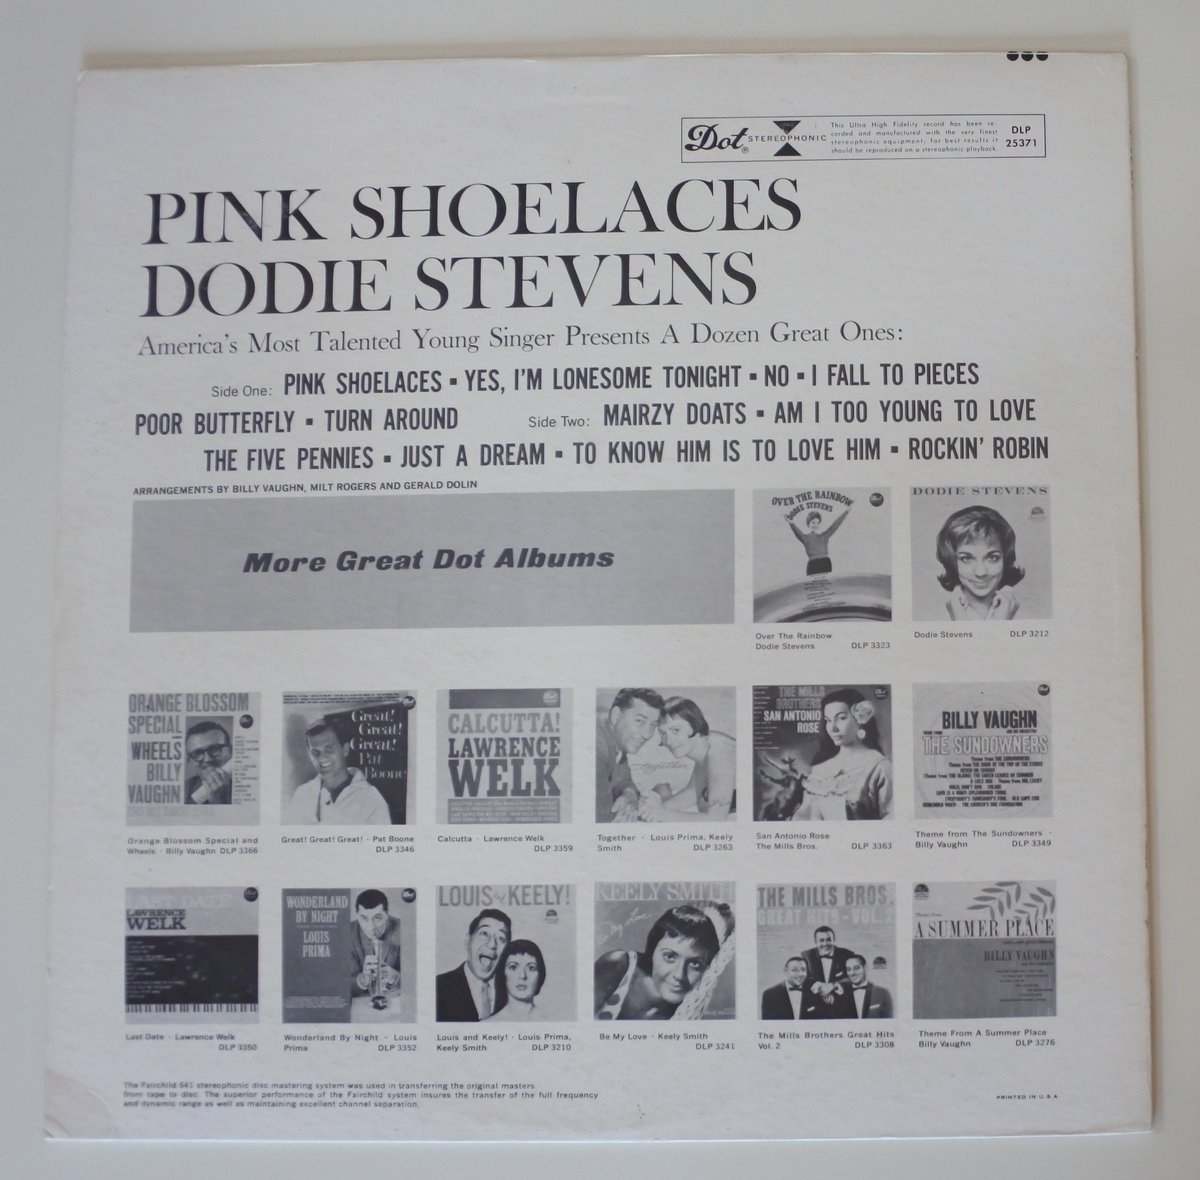 Dot® STEREOPHONIC
This Ultra High Fidelity record has been re-
corded and manufactured with the very finest
stereophonic equipment, for best results it
should be reproduced on a stereophonic playback.
DLP
25371
PINK SHOELACES
DODIE STEVENS
America's Most Talented Young Singer Presents A Dozen Great Ones:
Side One: PINK SHOELACES ▪ YES, I'M LONESOME TONIGHT ▪ NO ▪ I FALL TO PIECES
POOR BUTTERFLY ▪ TURN AROUND Side Two: MAIRZY DOATS ▪ AM I TOO YOUNG TO LOVE
THE FIVE PENNIES ▪ JUST A DREAM ▪ TO KNOW HIM IS TO LOVE HIM ▪ ROCKIN' ROBIN
ARRANGEMENTS BY BILLY VAUGHN, MILT ROGERS AND GERALD DOLIN
More Great Dot Albums
OVER THE RAINBOW
DODIE STEVENS
Over The Rainbow
Dodie Stevens DLP 3323
DODIE STEVENS
Dodie Stevens DLP 3212
ORANGE BLOSSOM
SPECIAL
AND
WHEELS
BILLY
VAUGHN
Orange Blossom Special and
Wheels · Billy Vaughn DLP 3366
Great!
Great!
Great!
Pat
Boone
Great! Great! Great! · Pat Boone
DLP 3346
CALCUTTA!
LAWRENCE
WELK
Calcutta · Lawrence Welk
DLP 3359
Together
Together · Louis Prima, Keely
Smith DLP 3263
THE MILLS
BROTHERS
SAN ANTONIO
ROSE
San Antonio Rose
The Mills Bros. DLP 3363
BILLY VAUGHN
THEME FROM
THE SUNDOWNERS
Theme from The Sundowners ·
Billy Vaughn DLP 3349
LAST DATE
LAWRENCE
WELK
Last Date · Lawrence Welk
DLP 3350
WONDERLAND
BY NIGHT
LOUIS
PRIMA
Wonderland By Night · Louis
Prima DLP 3352
LOUIS and KEELY!
Louis and Keely! · Louis Prima,
Keely Smith DLP 3210
KEELY SMITH
Be My Love
Be My Love · Keely Smith
DLP 3241
THE MILLS BROS.
GREAT HITS · VOL. 2
The Mills Brothers Great Hits
Vol. 2 DLP 3308
Theme from
A SUMMER PLACE
BILLY VAUGHN
Theme From A Summer Place
Billy Vaughn DLP 3276
The Fairchild 641 stereophonic disc mastering system was used in transferring the original masters
from tape to disc. The superior performance of the Fairchild system insures the transfer of the full frequency
and dynamic range as well as maintaining excellent channel separation.
PRINTED IN U.S.A.